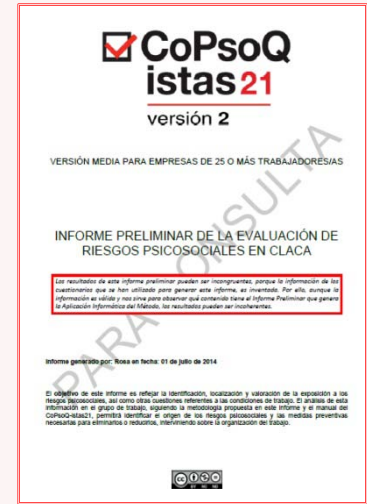 CoPsoQ
istas21
versión 2
VERSIÓN MEDIA PARA EMPRESAS DE 25 O MÁS TRABAJADORES/AS
PARA CONSULTA
INFORME PRELIMINAR DE LA EVALUACIÓN DE
RIESGOS PSICOSOCIALES EN CLACA
Los resultados de este informe preliminar pueden ser incongruentes, porque la información de los
cuestionarios que se han utilizado para generar este informe, es inventada. Por ello, aunque la
información es válida y nos sirve para observar qué contenido tiene el Informe Preliminar que genera
la Aplicación Informática del Método, los resultados pueden ser incoherentes.
Informe generado por: Rosa en fecha: 01 de julio de 2014
El objetivo de este informe es reflejar la identificación, localización y valoración de la exposición a los
riesgos psicosociales, así como otras cuestiones referentes a las condiciones de trabajo. El análisis de esta
información en el grupo de trabajo, siguiendo la metodología propuesta en este informe y el manual del
CoPsoQ-istas21, permitirá identificar el origen de los riesgos psicosociales y las medidas preventivas
necesarias para eliminarlos o reducirlos, interviniendo sobre la organización del trabajo.